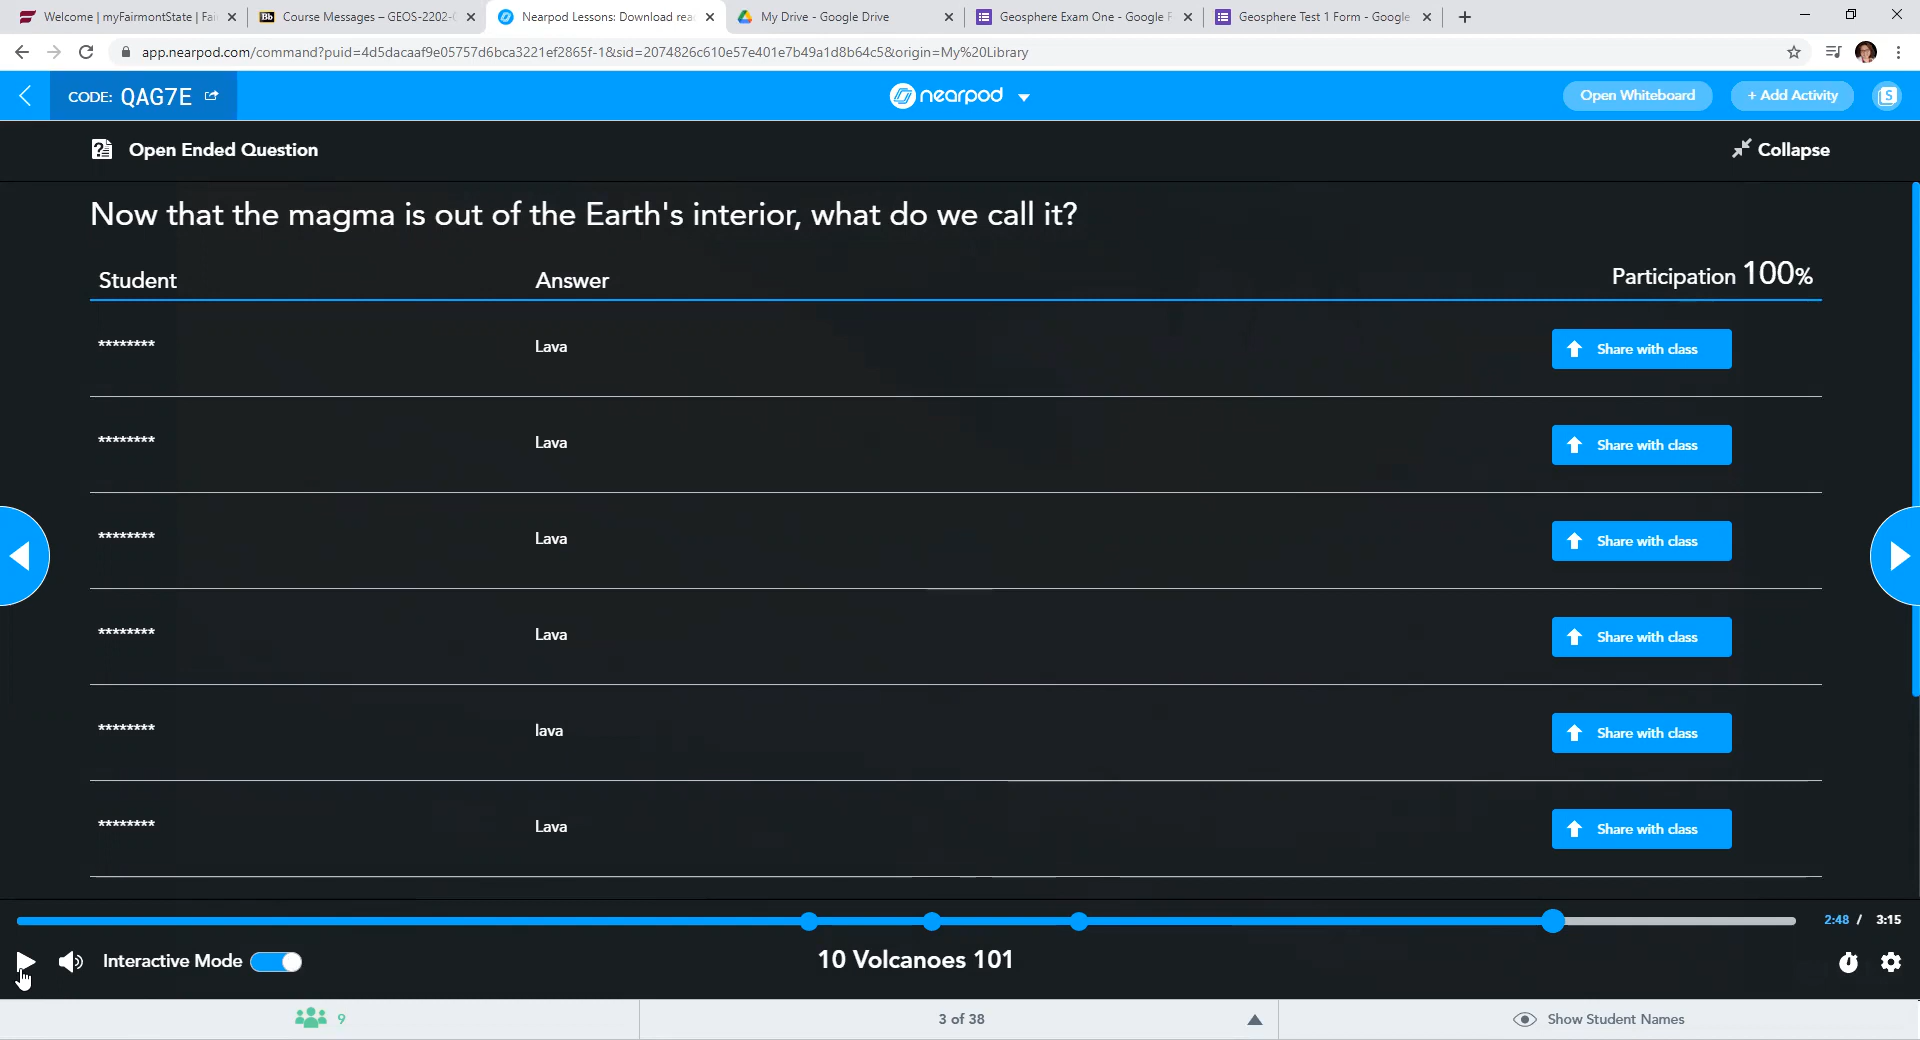 Welcome | myFairmontState | Fai
Course Messages – GEOS-2202-
Nearpod Lessons: Download rea
My Drive - Google Drive
Geosphere Exam One - Google F
Geosphere Test 1 Form - Google
app.nearpod.com/command?puid=4d5dacaaf9e05757d6bca3221ef2865f-1&sid=2074826c610e57e401e7b49a1d8b64c5&origin=My%20Library
CODE: QAG7E
nearpod
Open Whiteboard
+ Add Activity
S
Open Ended Question
Collapse
Now that the magma is out of the Earth's interior, what do we call it?
Student Answer Participation 100%
******** Lava Share with class
******** Lava Share with class
******** Lava Share with class
******** Lava Share with class
******** lava Share with class
******** Lava Share with class
2:48 / 3:15
Interactive Mode
10 Volcanoes 101
9
3 of 38
Show Student Names